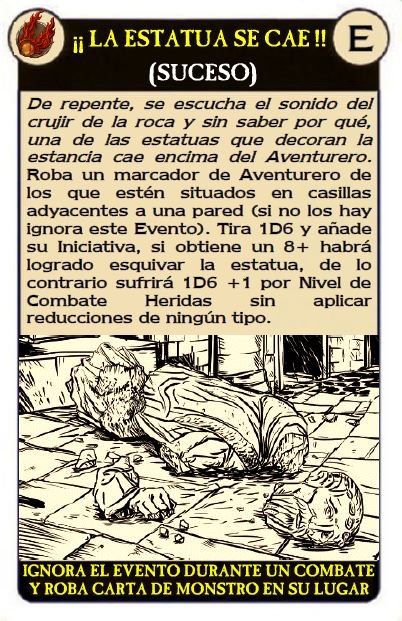 ¡¡ LA ESTATUA SE CAE !!
E
(SUCESO)
De repente, se escucha el sonido del
crujir de la roca y sin saber por qué,
una de las estatuas que decoran la
estancia cae encima del Aventurero.
Roba un marcador de Aventurero de
los que estén situados en casillas
adyacentes a una pared (si no los hay
ignora este Evento). Tira 1D6 y añade
su Iniciativa, si obtiene un 8+ habrá
logrado esquivar la estatua, de lo
contrario sufrirá 1D6 +1 por Nivel de
Combate Heridas sin aplicar
reducciones de ningún tipo.
IGNORA EL EVENTO DURANTE UN COMBATE
Y ROBA CARTA DE MONSTRO EN SU LUGAR